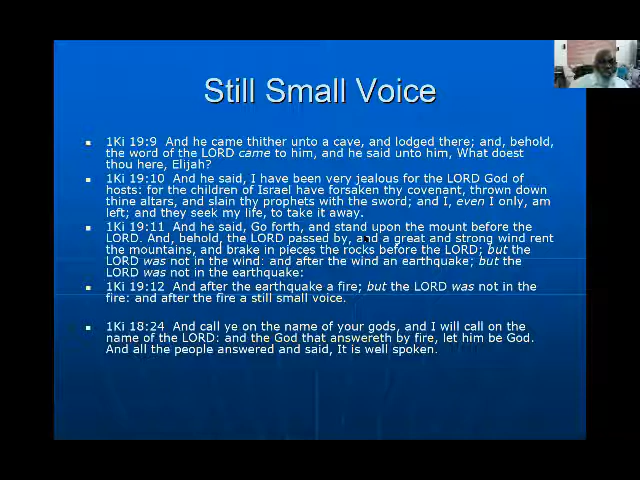 Still Small Voice
1Ki 19:9 And he came thither unto a cave, and lodged there; and, behold,
the word of the LORD came to him, and he said unto him, What doest
thou here, Elijah?
1Ki 19:10 And he said, I have been very jealous for the LORD God of
hosts: for the children of Israel have forsaken thy covenant, thrown down
thine altars, and slain thy prophets with the sword; and I, even I only, am
left; and they seek my life, to take it away.
1Ki 19:11 And he said, Go forth, and stand upon the mount before the
LORD. And, behold, the LORD passed by, and a great and strong wind rent
the mountains, and brake in pieces the rocks before the LORD; but the
LORD was not in the wind: and after the wind an earthquake; but the
LORD was not in the earthquake:
1Ki 19:12 And after the earthquake a fire; but the LORD was not in the
fire: and after the fire a still small voice.
1Ki 18:24 And call ye on the name of your gods, and I will call on the
name of the LORD: and the God that answereth by fire, let him be God.
And all the people answered and said, It is well spoken.